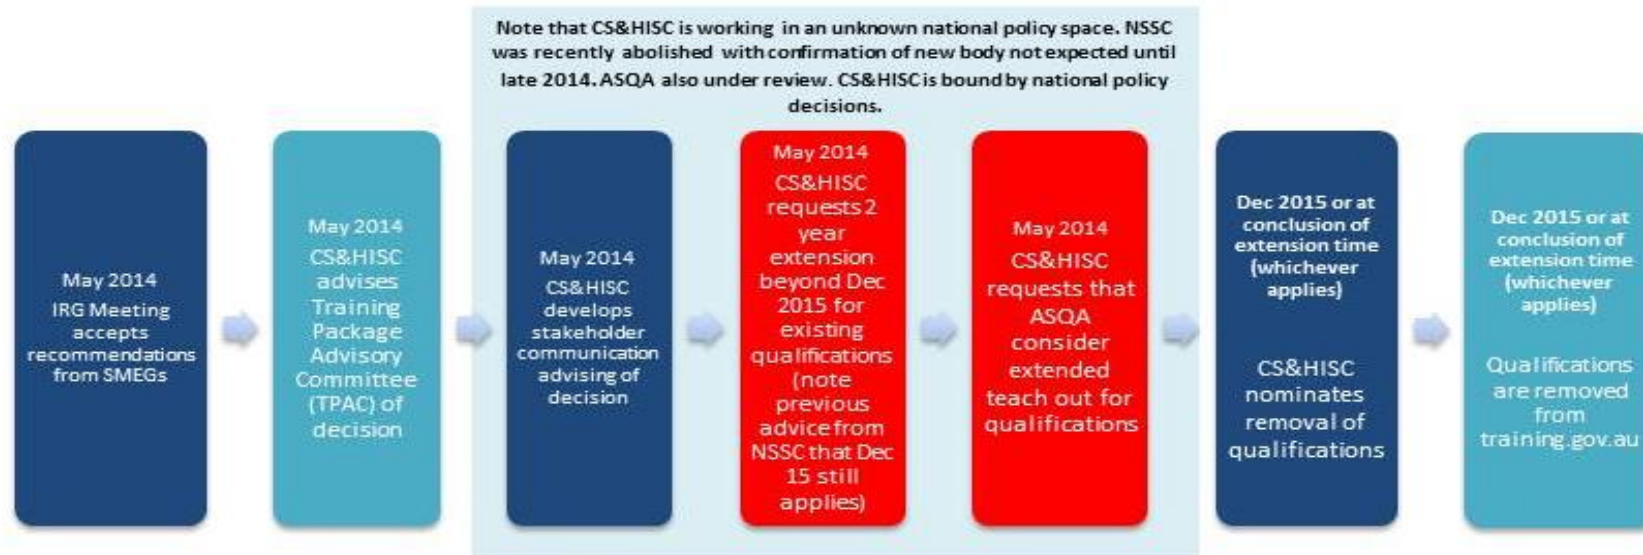 Note that CS&HISC is working in an unknown national policy space. NSSC
was recently abolished with confirmation of new body not expected until
late 2014. ASQA also under review. CS&HISC is bound by national policy
decisions.
May 2014
IRG Meeting
accepts
recommendations
from SMEGs
May 2014
CS&HISC
advises
Training
Package
Advisory
Committee
(TPAC) of
decision
May 2014
CS&HISC
develops
stakeholder
communication
advising of
decision
May 2014
CS&HISC
requests 2
year
extension
beyond Dec
2015 for
existing
qualifications
(note
previous
advice from
NSSC that Dec
15 still
applies)
May 2014
CS&HISC
requests that
ASQA
consider
extended
teach out for
qualifications
Dec 2015 or at
conclusion of
extension time
(whichever
applies)
CS&HISC
nominates
removal of
qualifications
Dec 2015 or at
conclusion of
extension time
(whichever
applies)
Qualifications
are removed
from
training.gov.au